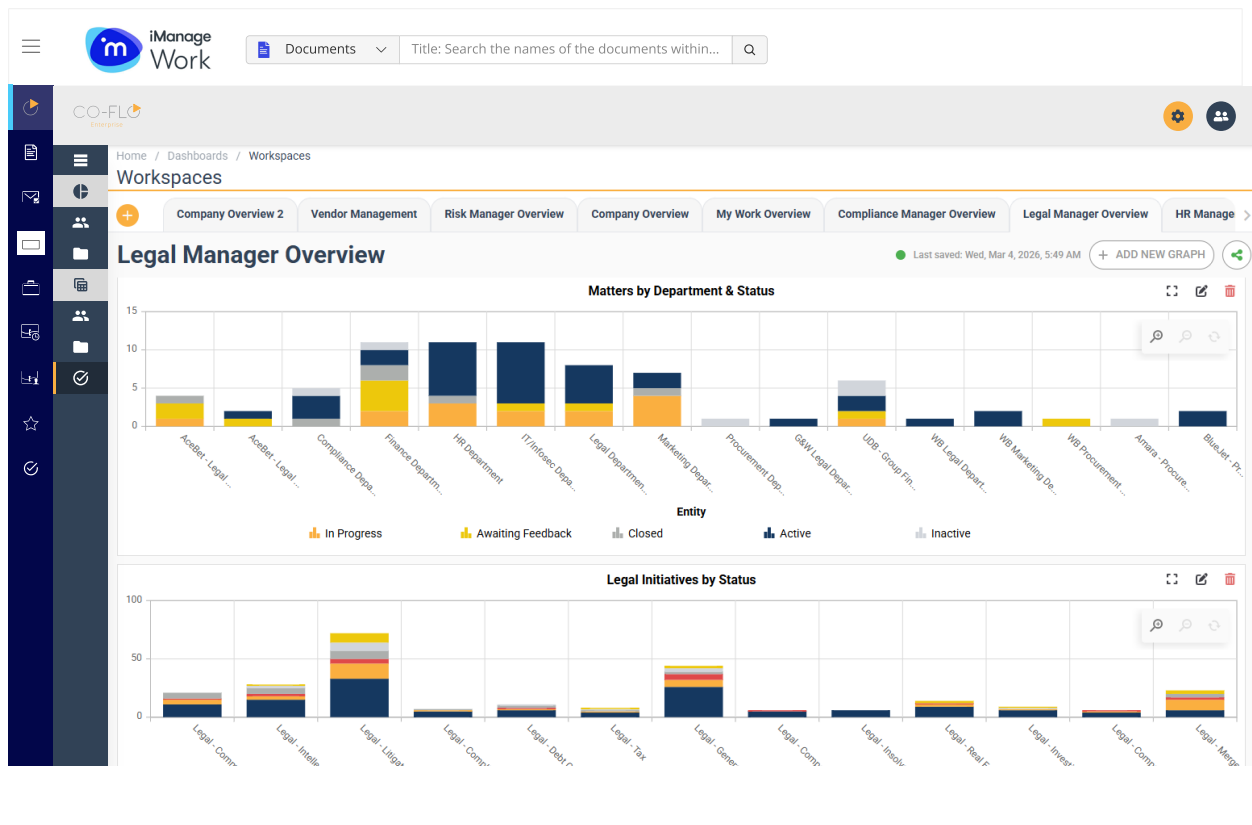 iManage
Work
Documents
Title: Search the names of the documents within...
CO-FLO
Enterprise
Home / Dashboards / Workspaces
Workspaces
Company Overview 2
Vendor Management
Risk Manager Overview
Company Overview
My Work Overview
Compliance Manager Overview
Legal Manager Overview
HR Manage
Legal Manager Overview
Last saved: Wed, Mar 4, 2026, 5:49 AM
ADD NEW GRAPH
Matters by Department & Status
15
10
5
0
AceBet - Legal ...
AceBet - Legal ...
Compliance Depa...
Finance Departm...
HR Department
IT/Infosec Depa...
Legal Departmen...
Marketing Depar...
Procurement Dep...
G&W Legal Depar...
UDB - Group Fin...
WB Legal Depart...
WB Marketing De...
WB Procurement ...
Amara - Procure...
BlueJet - Pr...
Entity
In Progress
Awaiting Feedback
Closed
Active
Inactive
Legal Initiatives by Status
100
50
0
Legal - Comm
Legal - Intelle
Legal - Litigat
Legal - Compl
Legal - Debt C
Legal - Tax
Legal - Gener
Legal - Comp
Legal - Insolv
Legal - Real F
Legal - Invest
Legal - Comp
Legal - Merge